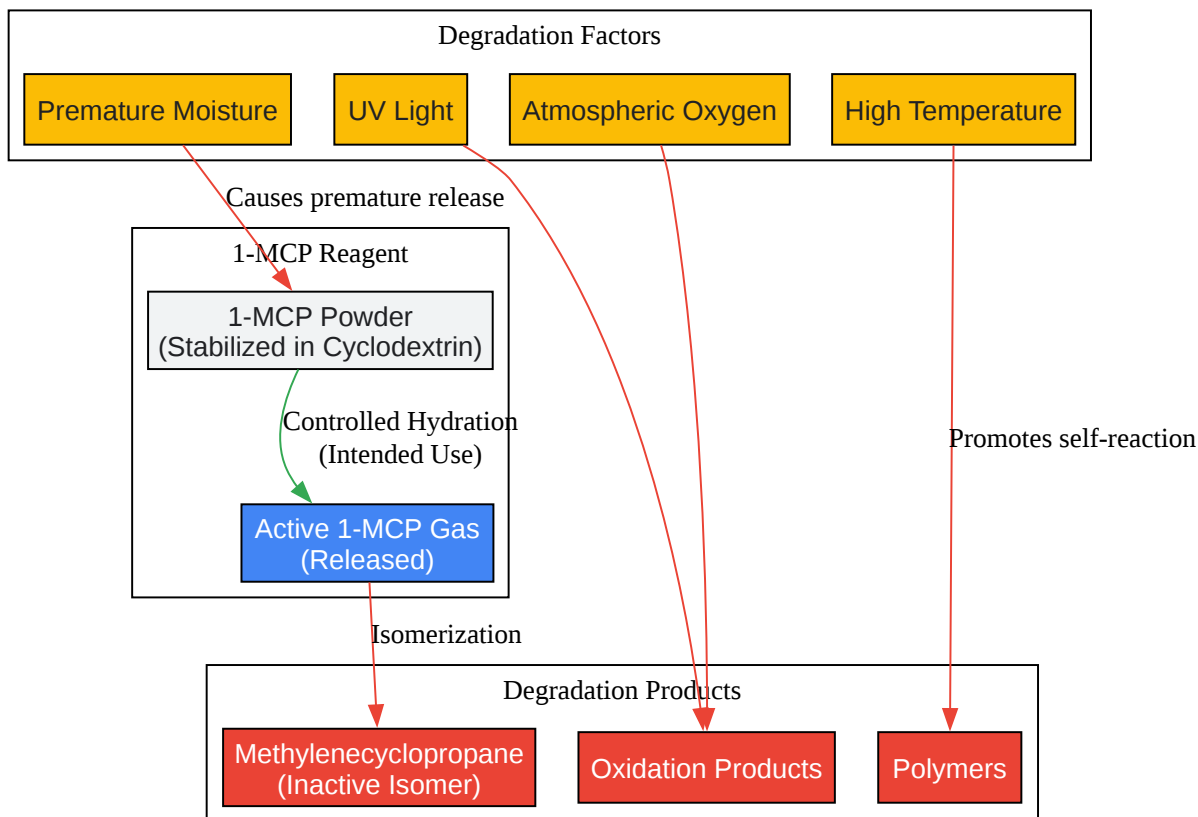 Degradation Factors
Premature Moisture
UV Light
Atmospheric Oxygen
High Temperature
Causes premature release
1-MCP Reagent
1-MCP Powder
(Stabilized in Cyclodextrin)
Controlled Hydration
(Intended Use)
Promotes self-reaction
Active 1-MCP Gas
(Released)
Isomerization
Degradation Products
Methylenecyclopropane
(Inactive Isomer)
Oxidation Products
Polymers